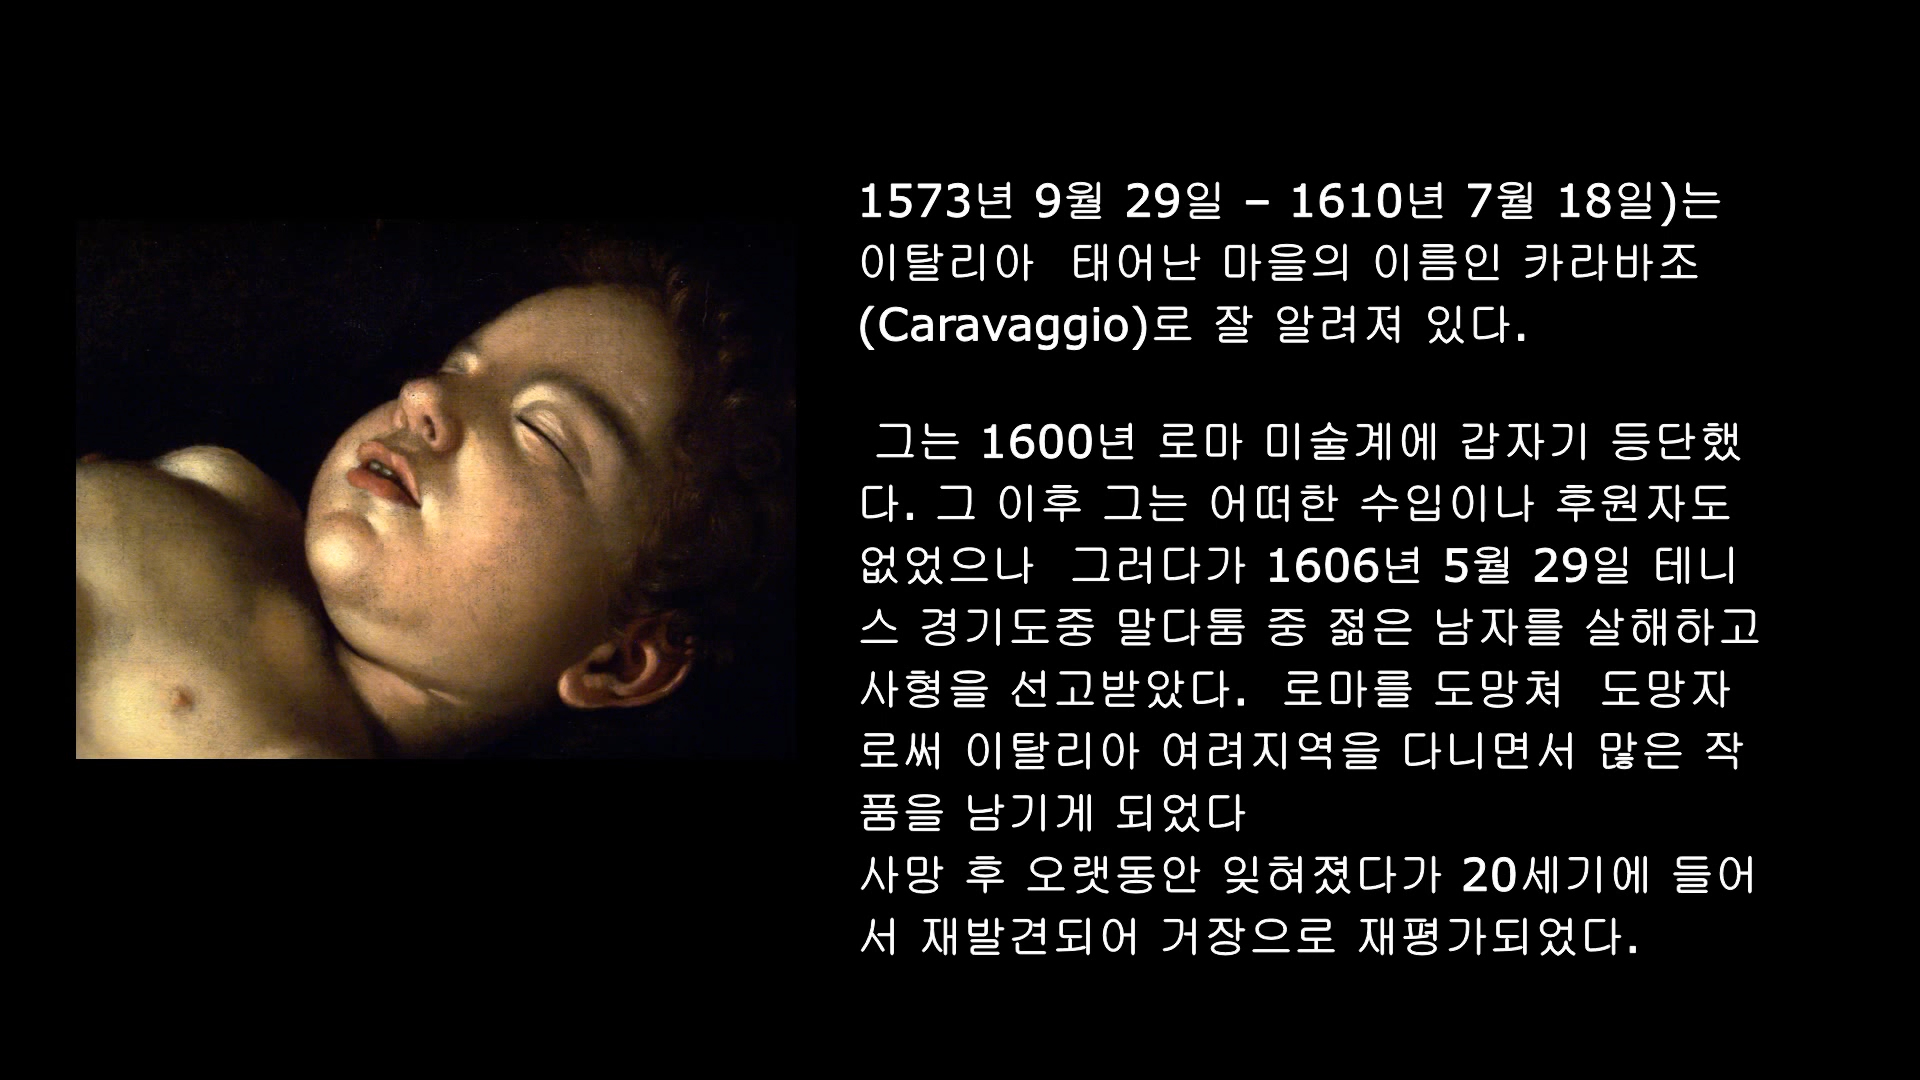 1573년 9월 29일 – 1610년 7월 18일)는
이탈리아  태어난 마을의 이름인 카라바조
(Caravaggio)로 잘 알려져 있다.
그는 1600년 로마 미술계에 갑자기 등단했
다. 그 이후 그는 어떠한 수입이나 후원자도
없었으나  그러다가 1606년 5월 29일 테니
스 경기도중 말다툼 중 젊은 남자를 살해하고
사형을 선고받았다.  로마를 도망쳐  도망자
로써 이탈리아 여려지역을 다니면서 많은 작
품을 남기게 되었다
사망 후 오랫동안 잊혀졌다가 20세기에 들어
서 재발견되어 거장으로 재평가되었다.